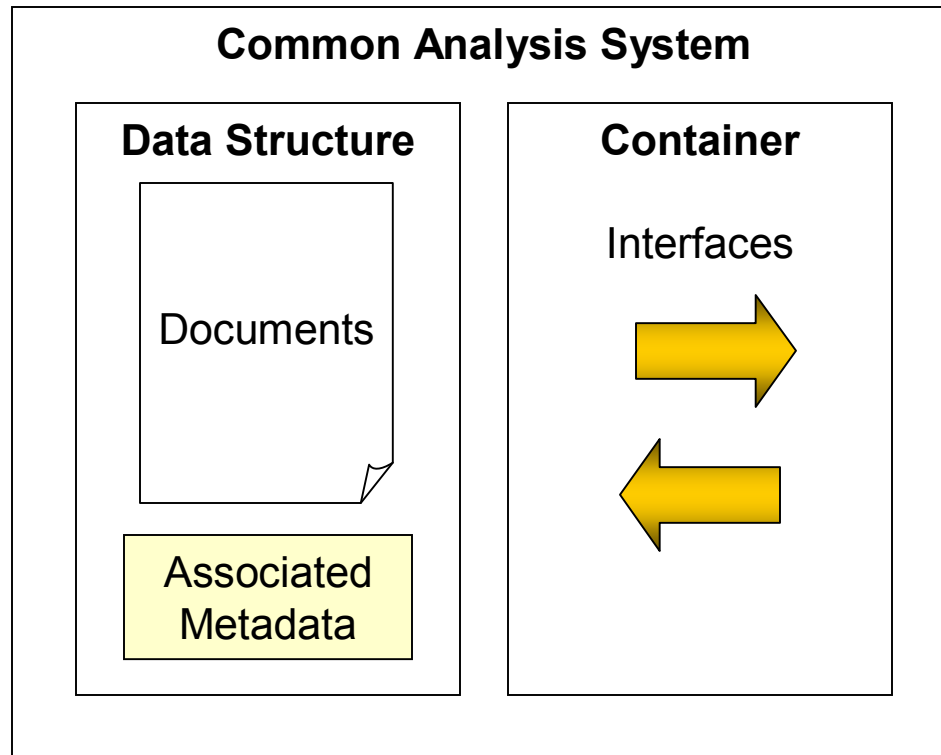 Common Analysis System
Data Structure
Documents
Associated
Metadata
Container
Interfaces